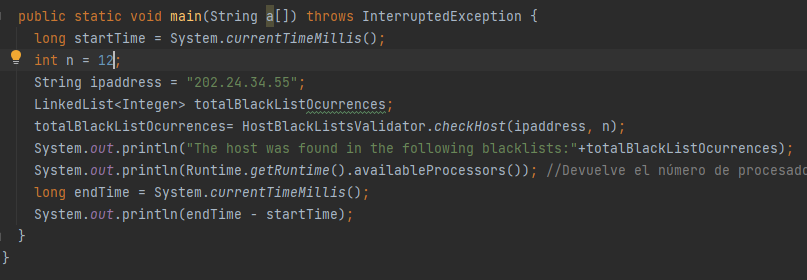 public static void main(String a[]) throws InterruptedException {
long startTime = System.currentTimeMillis();
int n = 12;
String ipaddress = "202.24.34.55";
LinkedList<Integer> totalBlackListOcurrences;
totalBlackListOcurrences= HostBlackListsValidator.checkHost(ipaddress, n);
System.out.println("The host was found in the following blacklists:"+totalBlackListOcurrences);
System.out.println(Runtime.getRuntime().availableProcessors()); //Devuelve el número de procesado
long endTime = System.currentTimeMillis();
System.out.println(endTime - startTime);
}
}